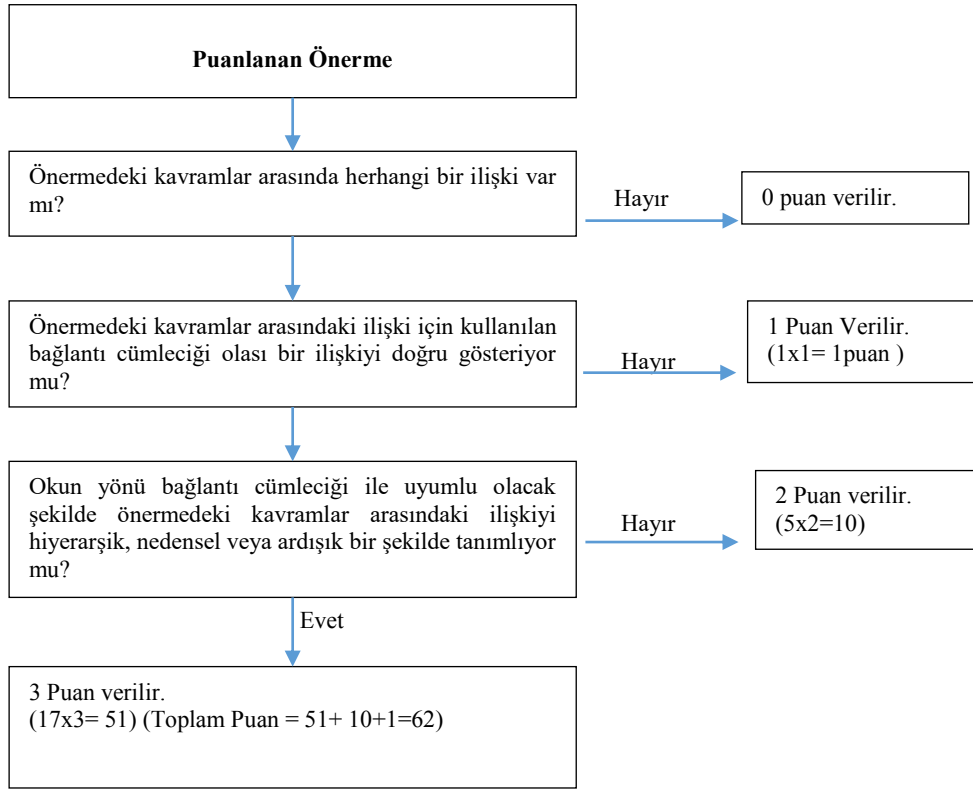 Puanlanan Önerme
Önermedeki kavramlar arasında herhangi bir ilişki var
mı?
Hayır
0 puan verilir.
Önermedeki kavramlar arasındaki ilişki için kullanılan
bağlantı cümleciği olası bir ilişkiyi doğru gösteriyor
mu?
Hayır
1 Puan Verilir.
(1x1= 1puan )
Okun yönü bağlantı cümleciği ile uyumlu olacak
şekilde önermedeki kavramlar arasındaki ilişkiyi
hiyerarşik, nedensel veya ardışık bir şekilde tanımlıyor
mu?
Hayır
2 Puan verilir.
(5x2=10)
Evet
3 Puan verilir.
(17x3= 51) (Toplam Puan = 51+ 10+1=62)